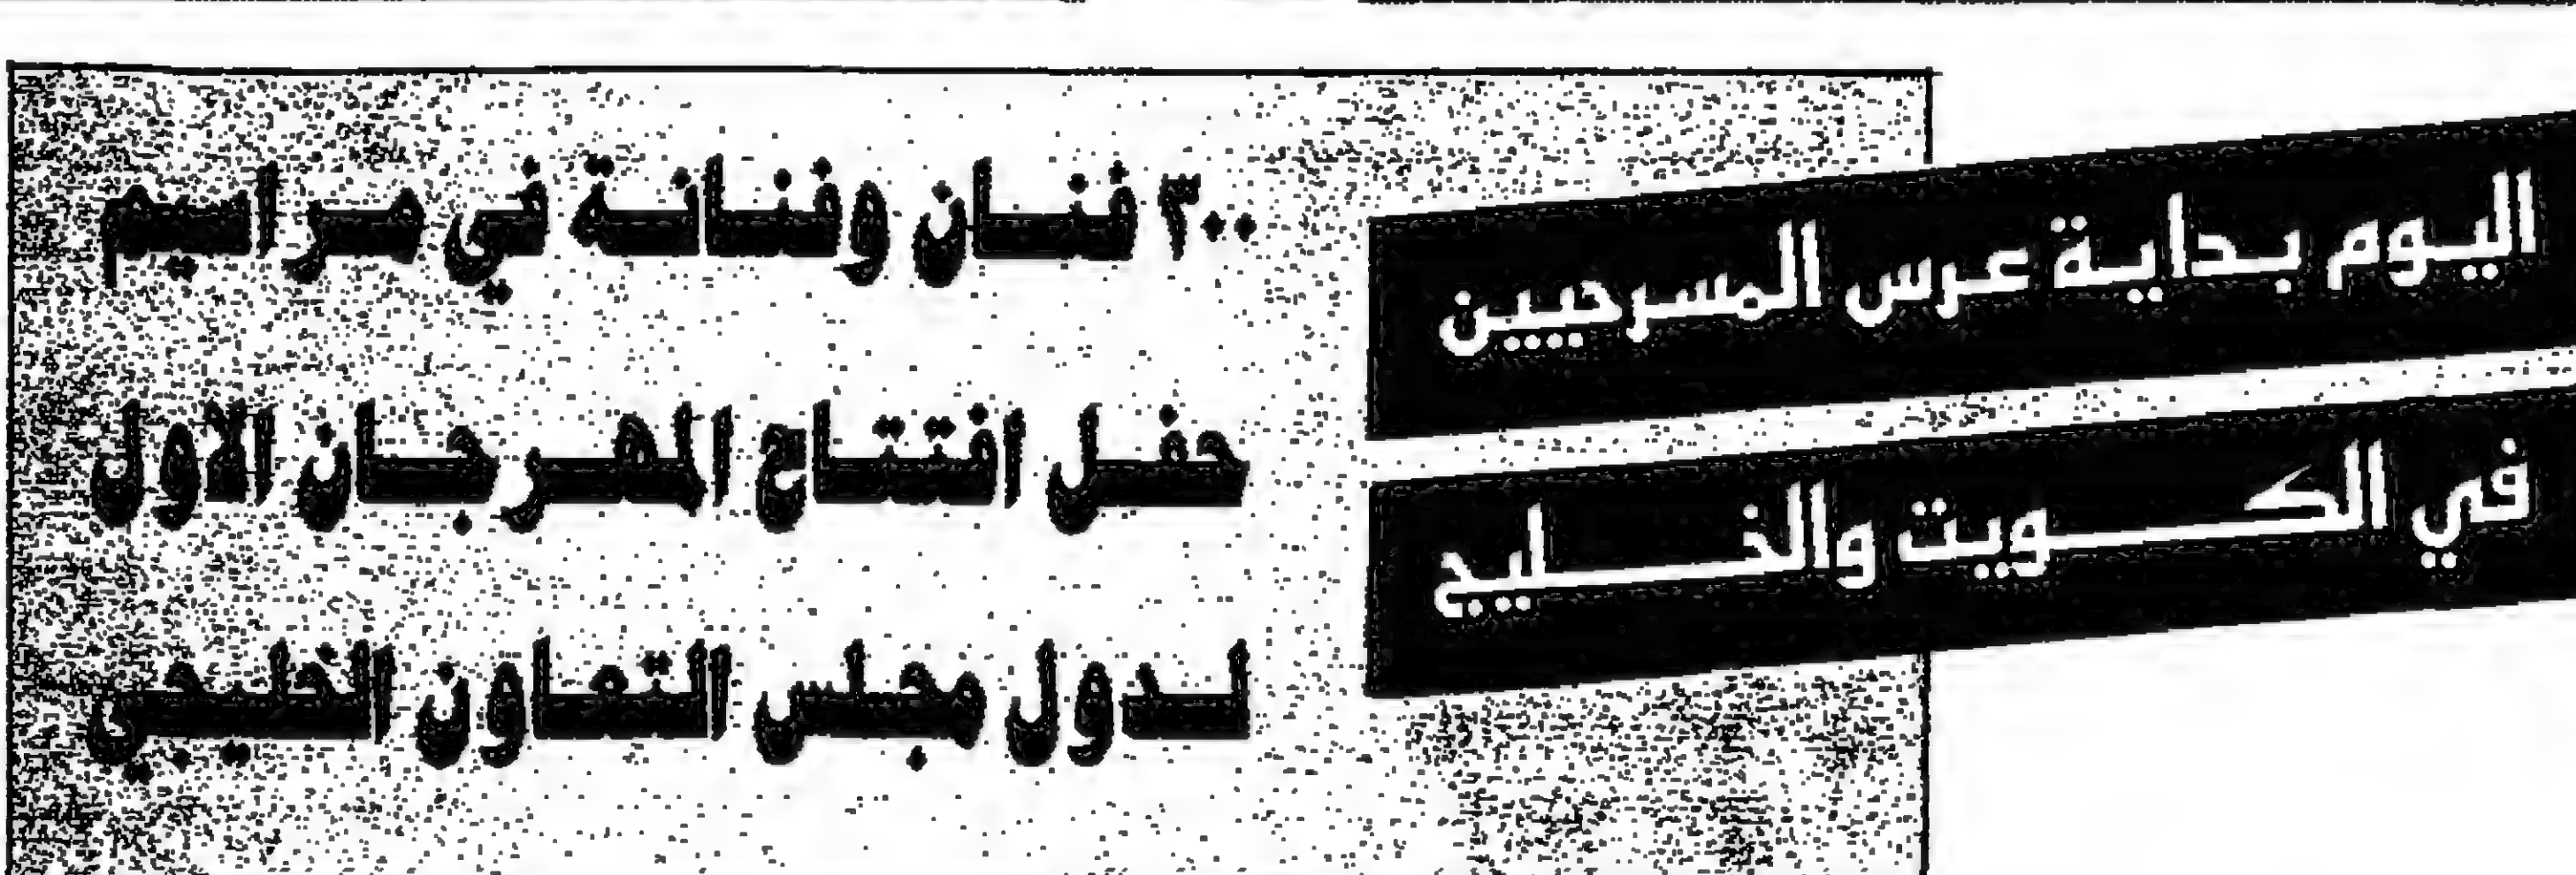 اليوم بداية عرس المسرحيين
في الكويت والخليج
٣٠٠ فنان وفنانة في مراسيم
حفل افتتاح المهرجان الاول
لدول مجلس التعاون الخليجي